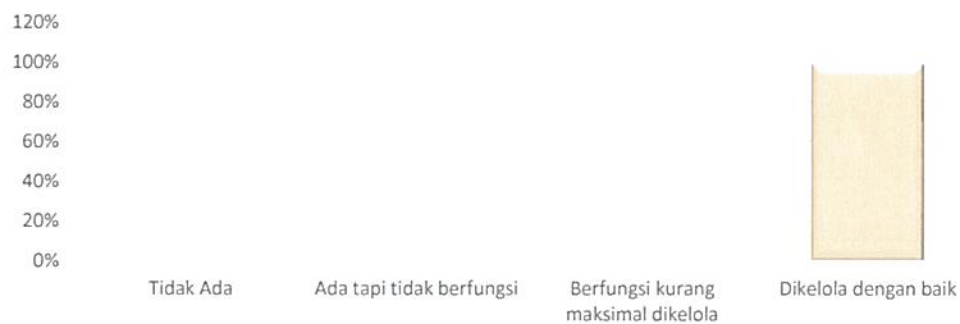 120%
100%
80%
60%
40%
20%
0%
Tidak Ada
Ada tapi tidak berfungsi
Berfungsi kurang
maksimal dikelola
Dikelola dengan baik